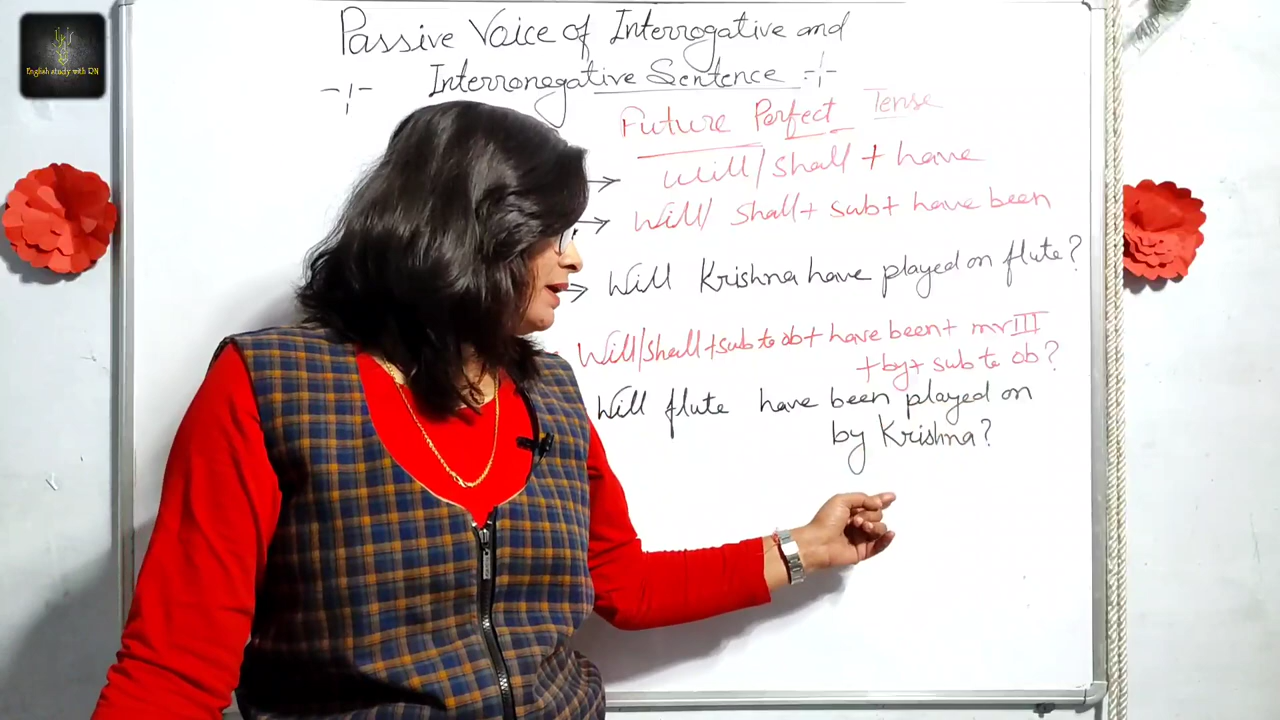 English study with RN
Passive Voice of Interrogative and
Interronegative Sentence
Future Perfect Tense
Will/shall + have
Will/ shall + sub + have been
Will Krishna have played on flute?
Will/shall + sub to ob + have been + mv III
+ by + sub to ob?
Will flute have been played on
by Krishna?